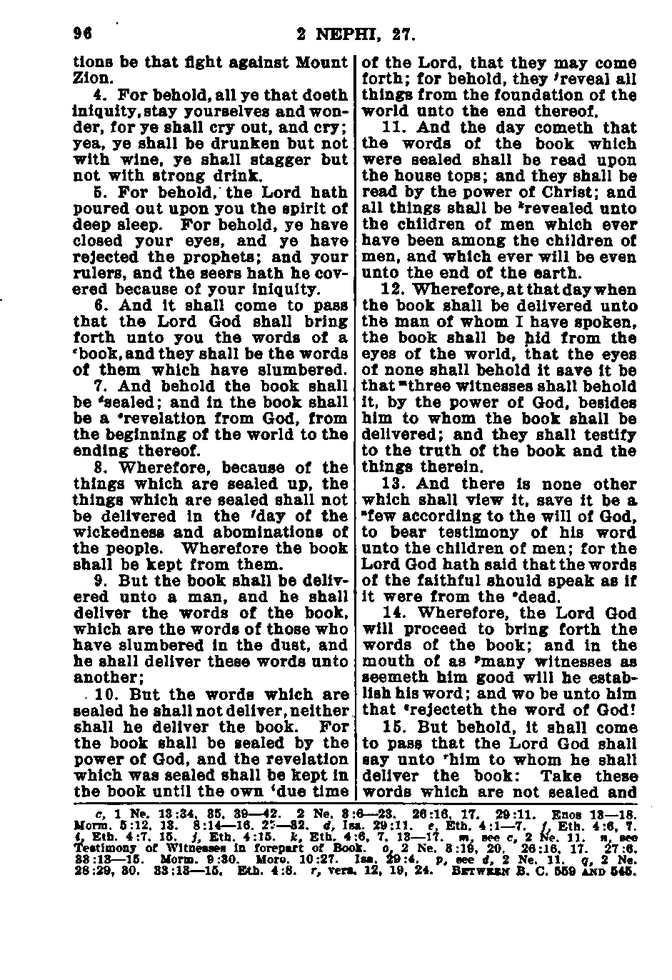 96
2 NEPHI, 27.
tions be that fight against Mount
Zion.
4. For behold, all ye that doeth
iniquity, stay yourselves and won-
der, for ye shall cry out, and cry;
yea, ye shall be drunken but not
with wine, ye shall stagger but
not with strong drink.
5. For behold, the Lord hath
poured out upon you the spirit of
deep sleep. For behold, ye have
closed your eyes, and ye have
rejected the prophets; and your
rulers, and the seers hath he cov-
ered because of your iniquity.
6. And it shall come to pass
that the Lord God shall bring
forth unto you the words of a
ᶜbook, and they shall be the words
of them which have slumbered.
7. And behold the book shall
be ᵈsealed; and in the book shall
be a ᵉrevelation from God, from
the beginning of the world to the
ending thereof.
8. Wherefore, because of the
things which are sealed up, the
things which are sealed shall not
be delivered in the ᶠday of the
wickedness and abominations of
the people. Wherefore the book
shall be kept from them.
9. But the book shall be deliv-
ered unto a man, and he shall
deliver the words of the book,
which are the words of those who
have slumbered in the dust, and
he shall deliver these words unto
another;
10. But the words which are
sealed he shall not deliver, neither
shall he deliver the book. For
the book shall be sealed by the
power of God, and the revelation
which was sealed shall be kept in
the book until the own ⁱdue time
of the Lord, that they may come
forth; for behold, they ʲreveal all
things from the foundation of the
world unto the end thereof.
11. And the day cometh that
the words of the book which
were sealed shall be read upon
the house tops; and they shall be
read by the power of Christ; and
all things shall be ᵏrevealed unto
the children of men which ever
have been among the children of
men, and which ever will be even
unto the end of the earth.
12. Wherefore, at that day when
the book shall be delivered unto
the man of whom I have spoken,
the book shall be hid from the
eyes of the world, that the eyes
of none shall behold it save it be
that ᵐthree witnesses shall behold
it, by the power of God, besides
him to whom the book shall be
delivered; and they shall testify
to the truth of the book and the
things therein.
13. And there is none other
which shall view it, save it be a
ⁿfew according to the will of God,
to bear testimony of his word
unto the children of men; for the
Lord God hath said that the words
of the faithful should speak as if
it were from the ᵒdead.
14. Wherefore, the Lord God
will proceed to bring forth the
words of the book; and in the
mouth of as ᵖmany witnesses as
seemeth him good will he estab-
lish his word; and wo be unto him
that qrejecteth the word of God!
15. But behold, it shall come
to pass that the Lord God shall
say unto ʳhim to whom he shall
deliver the book: Take these
words which are not sealed and
c, 1 Ne. 13:34, 35, 39—42. 2 Ne. 3:6—23. 26:16, 17. 29:11. Enos 13—18.
Morm. 5:12, 13. 8:14—16. 25—32. d, Isa. 29:11. e, Eth. 4:1—7. f, Eth. 4:6, 7.
i, Eth. 4:7, 15. j, Eth. 4:15. k, Eth. 4:6, 7. 13—17. m, see c, 2 Ne. 11. n, see
Testimony of Witnesses in forepart of Book. o, 2 Ne. 3:19, 20. 26:16, 17. 27:6.
33:13—15. Morm. 9:30. Moro. 10:27. Isa. 29:4. p, see d, 2 Ne. 11. q, 2 Ne.
28:29, 30. 33:13—15. Eth. 4:8. r, vers. 12, 19, 24. BETWEEN B. C. 559 AND 545.